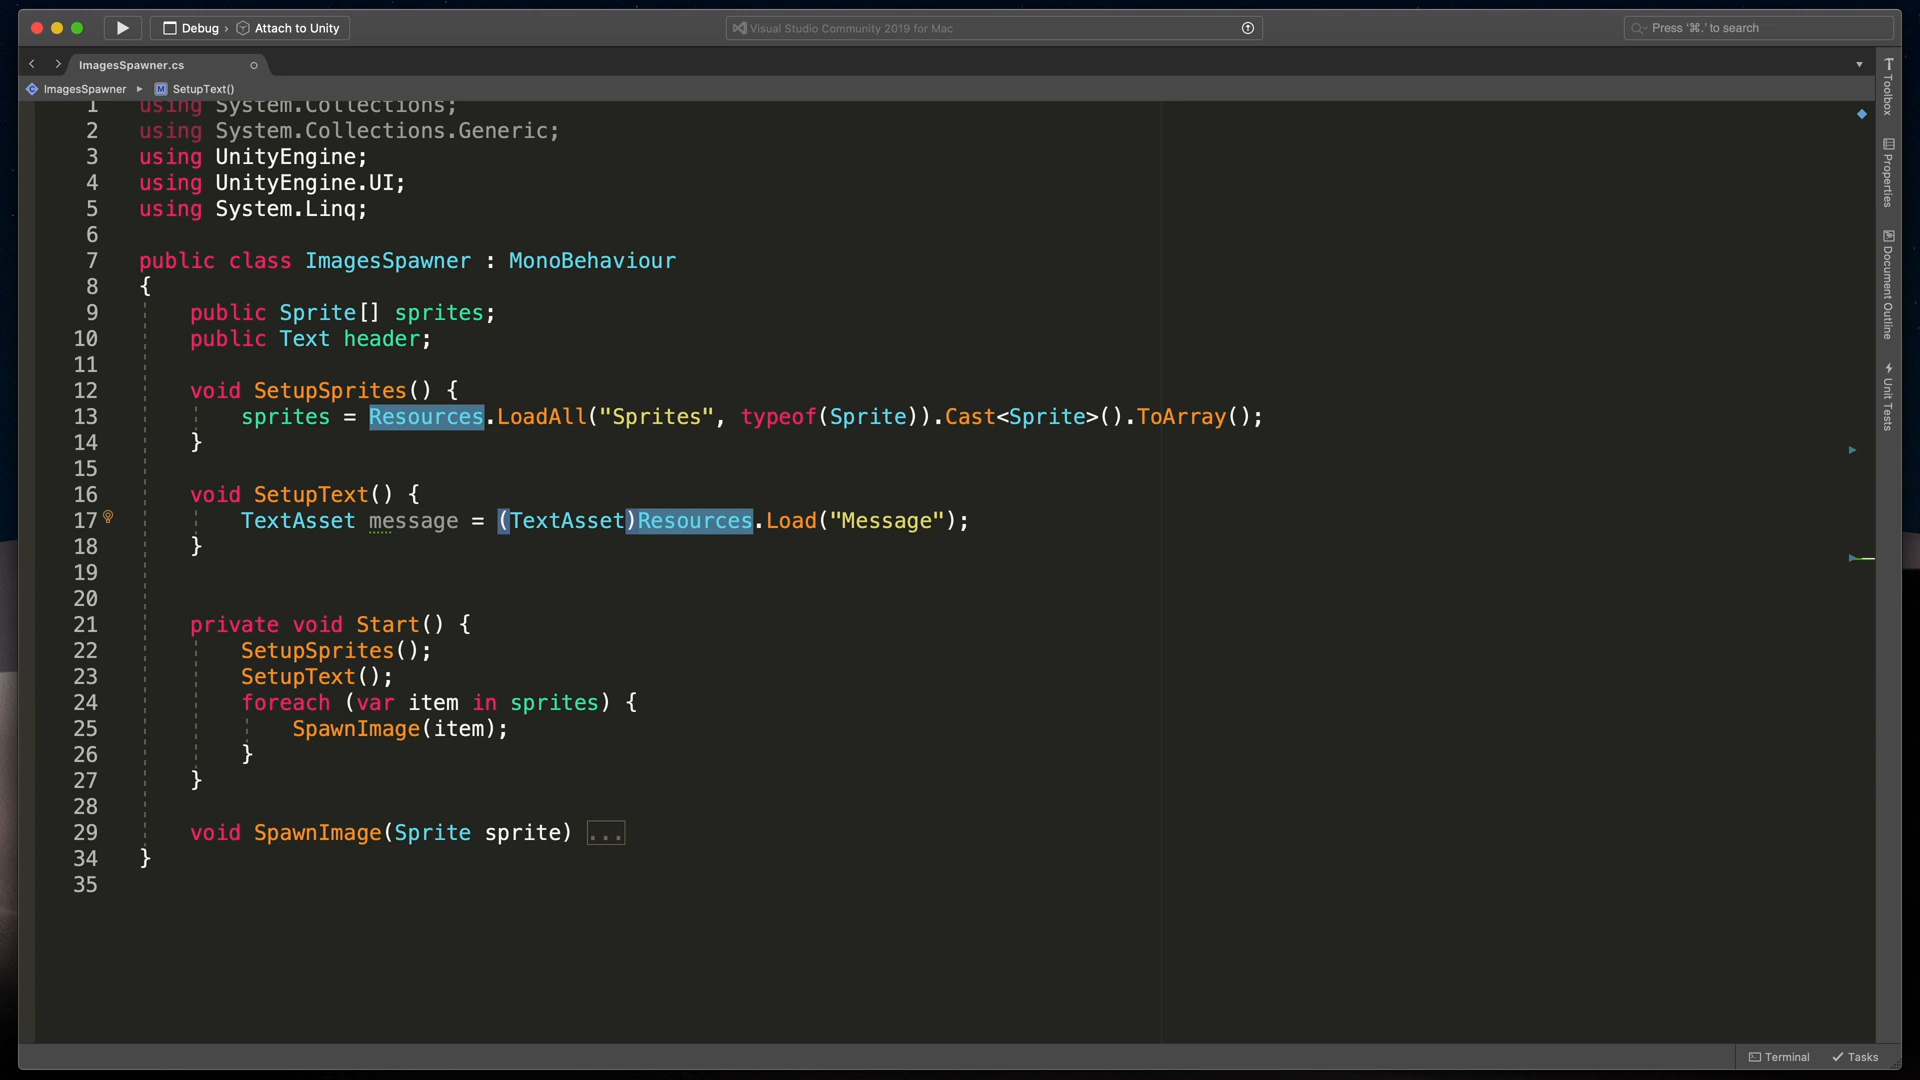 Debug › Attach to Unity
Visual Studio Community 2019 for Mac
Press '⌘.' to search
ImagesSpawner.cs
ImagesSpawner ▸ M SetupText()
1 using System.Collections;
2 using System.Collections.Generic;
3 using UnityEngine;
4 using UnityEngine.UI;
5 using System.Linq;
6
7 public class ImagesSpawner : MonoBehaviour
8 {
9 public Sprite[] sprites;
10 public Text header;
11
12 void SetupSprites() {
13 sprites = Resources.LoadAll("Sprites", typeof(Sprite)).Cast<Sprite>().ToArray();
14 }
15
16 void SetupText() {
17 TextAsset message = (TextAsset)Resources.Load("Message");
18 }
19
20
21 private void Start() {
22 SetupSprites();
23 SetupText();
24 foreach (var item in sprites) {
25 SpawnImage(item);
26 }
27 }
28
29 void SpawnImage(Sprite sprite) ...
34 }
35
Toolbox
Properties
Document Outline
Unit Tests
Terminal
Tasks